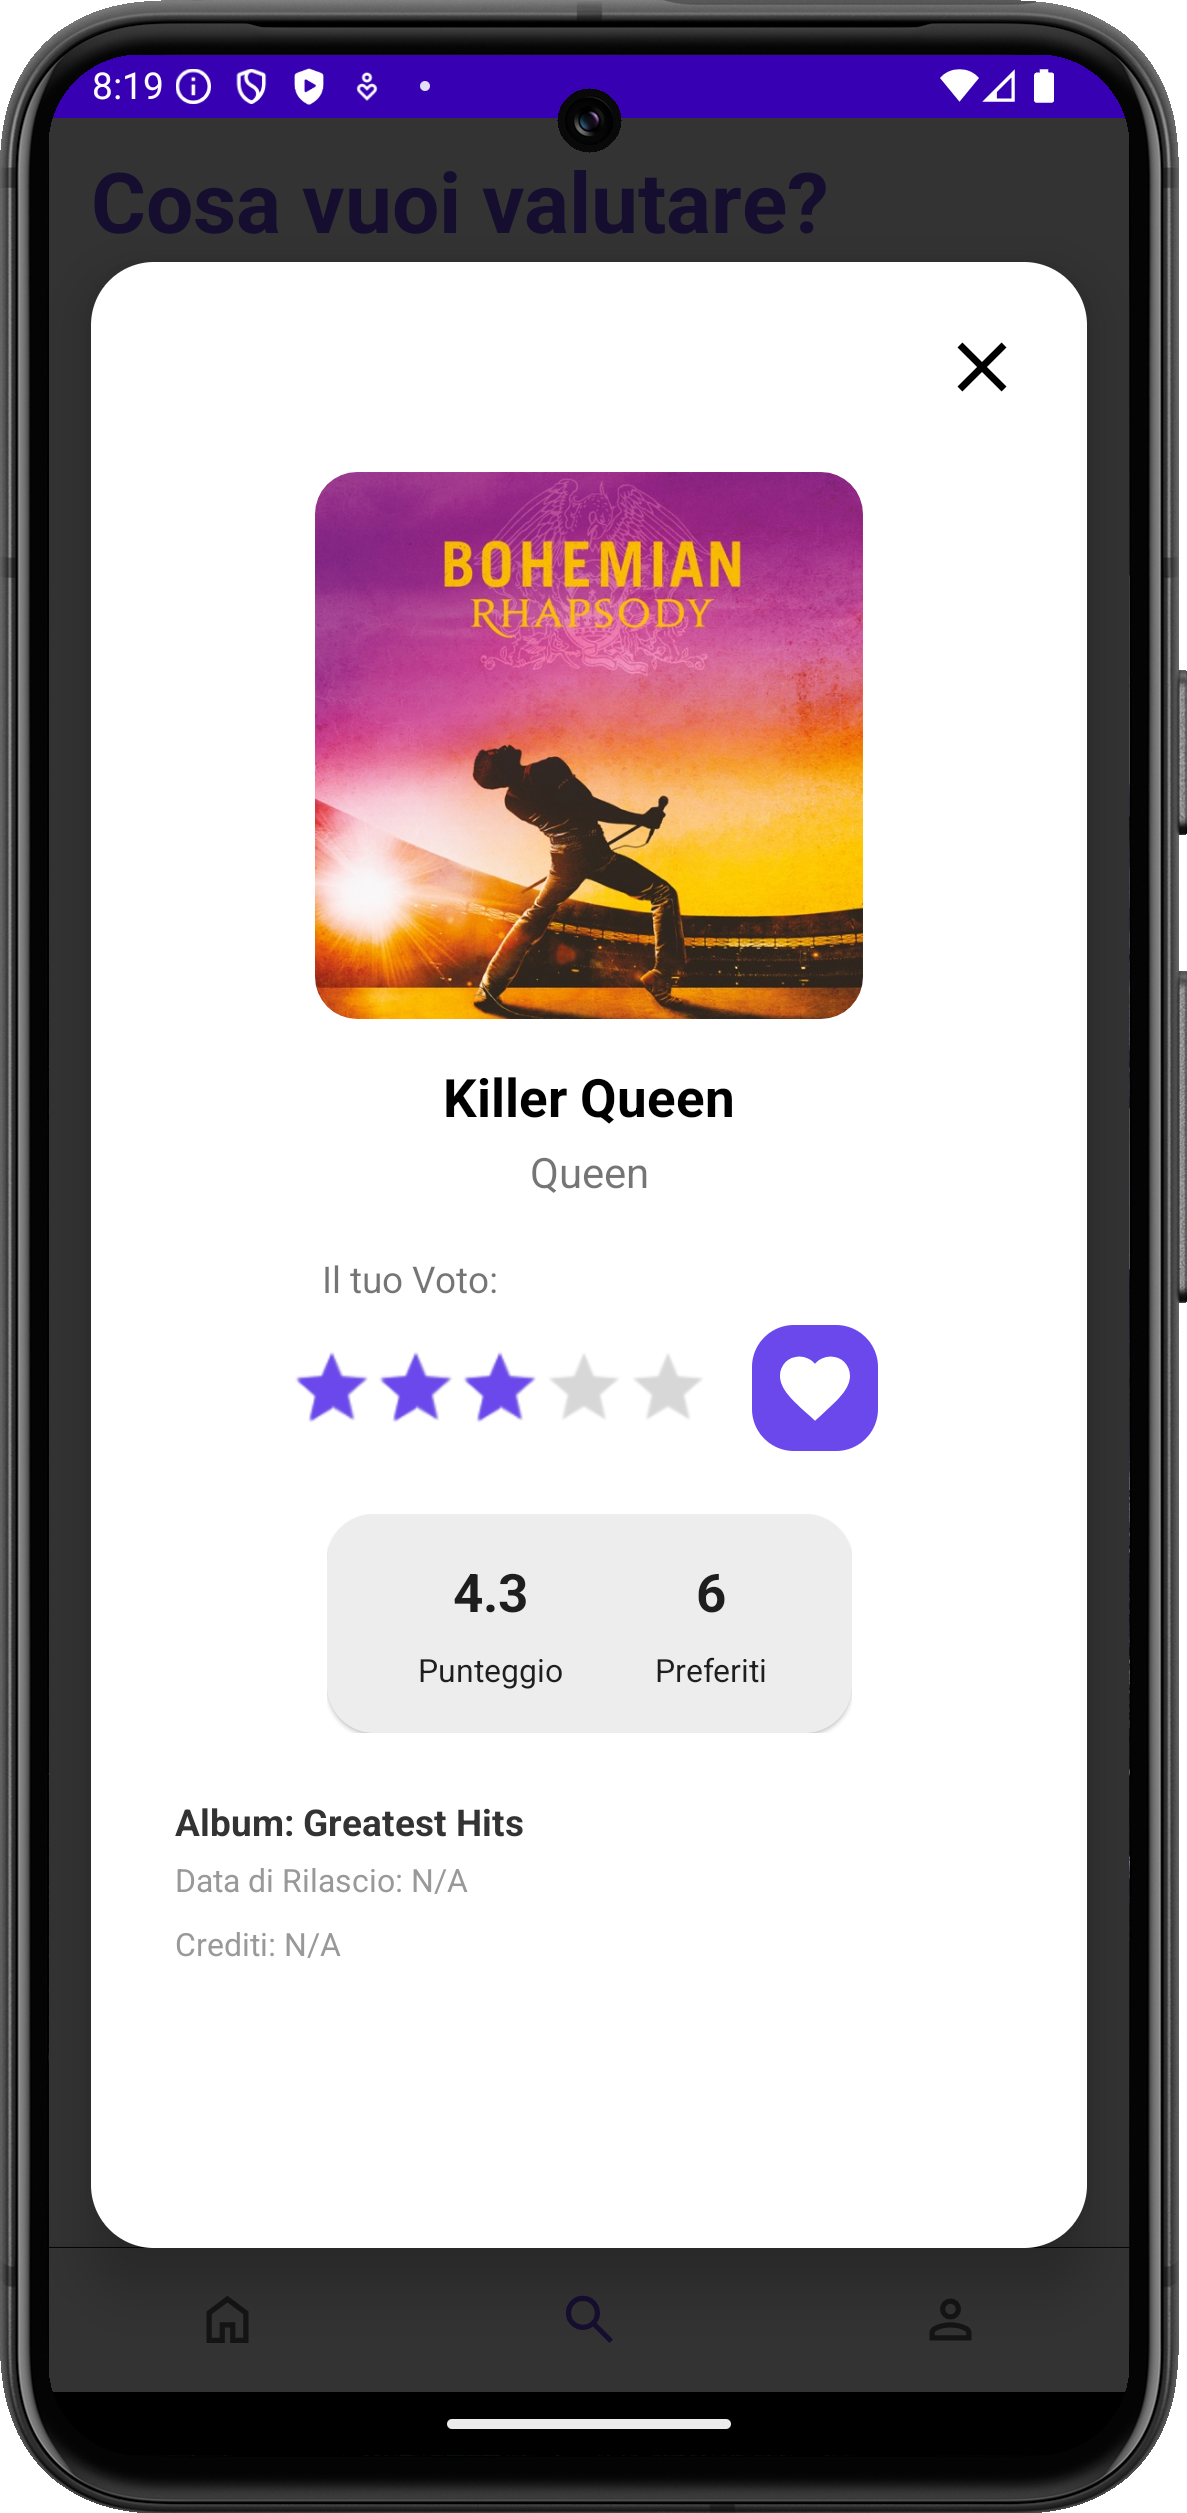 8:19
Cosa vuoi valutare?
BOHEMIAN
RHAPSODY
Killer Queen
Queen
Il tuo Voto:
4.3 6
Punteggio Preferiti
Album: Greatest Hits
Data di Rilascio: N/A
Crediti: N/A